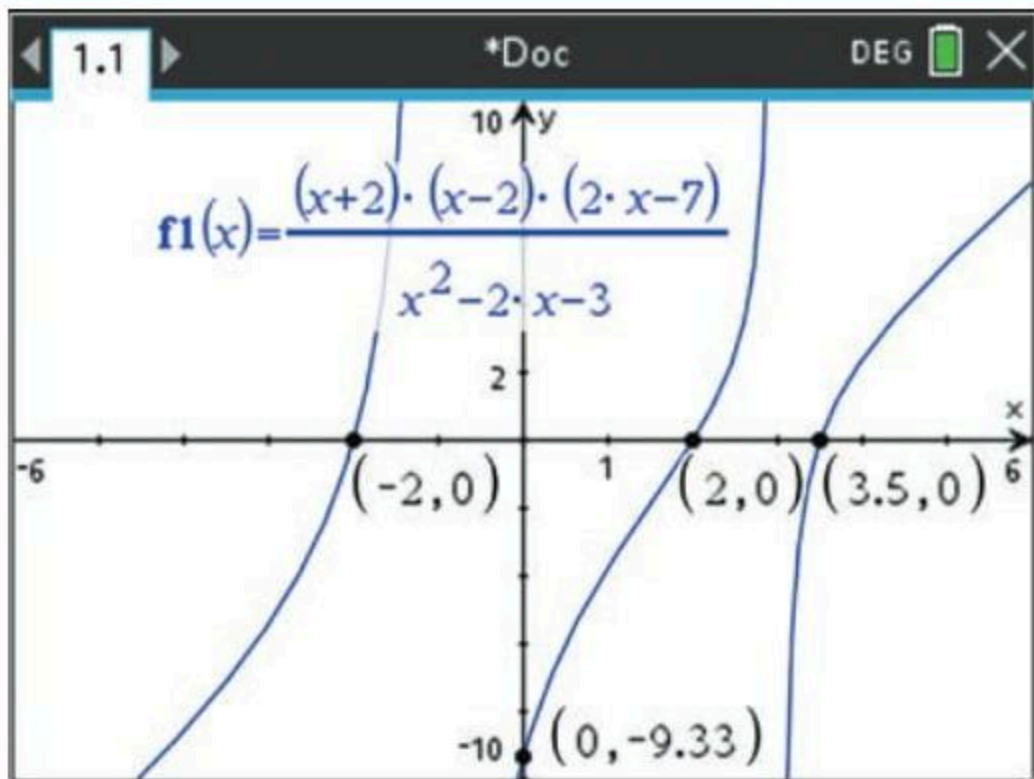 1.1 *Doc DEG
10 y
f1(x)=(x+2)·(x-2)·(2·x-7)
x²-2·x-3
2
x
-6 1 6
(-2,0) (2,0) (3.5,0)
-10 (0,-9.33)